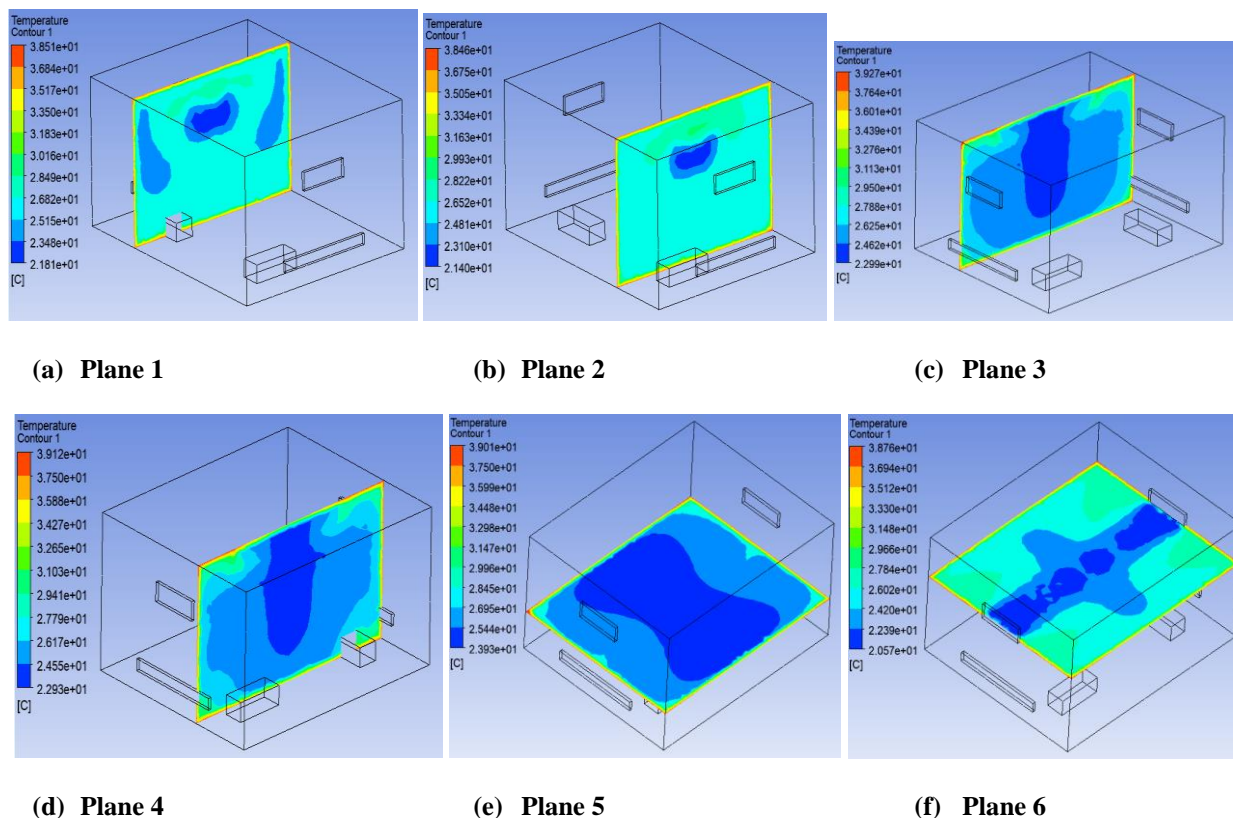 Temperature
Contour 1
3.851e+01
3.684e+01
3.517e+01
3.350e+01
3.183e+01
3.016e+01
2.849e+01
2.682e+01
2.515e+01
2.348e+01
2.181e+01
[C]
(a) Plane 1
Temperature
Contour 1
3.846e+01
3.675e+01
3.505e+01
3.334e+01
3.163e+01
2.993e+01
2.822e+01
2.652e+01
2.481e+01
2.310e+01
2.140e+01
[C]
(b) Plane 2
Temperature
Contour 1
3.927e+01
3.764e+01
3.601e+01
3.439e+01
3.276e+01
3.113e+01
2.950e+01
2.788e+01
2.625e+01
2.462e+01
2.299e+01
[C]
(c) Plane 3
Temperature
Contour 1
3.912e+01
3.750e+01
3.588e+01
3.427e+01
3.265e+01
3.103e+01
2.941e+01
2.779e+01
2.617e+01
2.455e+01
2.293e+01
[C]
(d) Plane 4
Temperature
Contour 1
3.901e+01
3.750e+01
3.599e+01
3.448e+01
3.298e+01
3.147e+01
2.996e+01
2.845e+01
2.695e+01
2.544e+01
2.393e+01
[C]
(e) Plane 5
Temperature
Contour 1
3.876e+01
3.694e+01
3.512e+01
3.330e+01
3.148e+01
2.966e+01
2.784e+01
2.602e+01
2.420e+01
2.239e+01
2.057e+01
[C]
(f) Plane 6